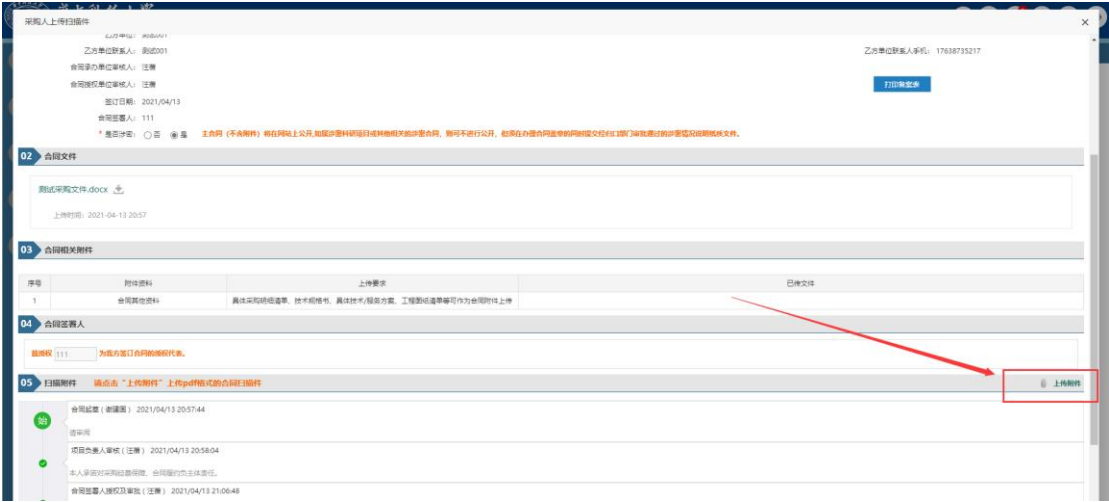 采购人上传扫描件
乙方单位联系人: 测试001
乙方单位联系人手机: 17638735217
合同承办单位审核人: 汪蕾
合同授权单位审核人: 汪蕾
打印备案表
签订日期: 2021/04/13
合同签署人: 111
* 是否涉密: 否 是 主合同(不含附件)将在网站上公开,如属涉密科研项目或其他相关的涉密合同,则可不进行公开,但须在办理合同盖章的同时提交经归口部门审批通过的涉密情况说明纸质文件。
02 合同文件
测试采购文件.docx
上传时间: 2021-04-13 20:57
03 合同相关附件
序号 附件资料 上传要求 已传文件
1 合同其他资料 具体采购明细清单、技术规格书、具体技术/服务方案、工程图纸清单等可作为合同附件上传
04 合同签署人
兹授权 111 为我方签订合同的授权代表。
05 扫描附件 请点击“上传附件”上传pdf格式的合同扫描件
上传附件
始
合同起草(谢建国) 2021/04/13 20:57:44
请审阅
项目负责人审核(汪蕾) 2021/04/13 20:58:04
本人承诺对采购经费保障、合同履约负主体责任。
合同签署人授权及审批(汪蕾) 2021/04/13 21:06:48